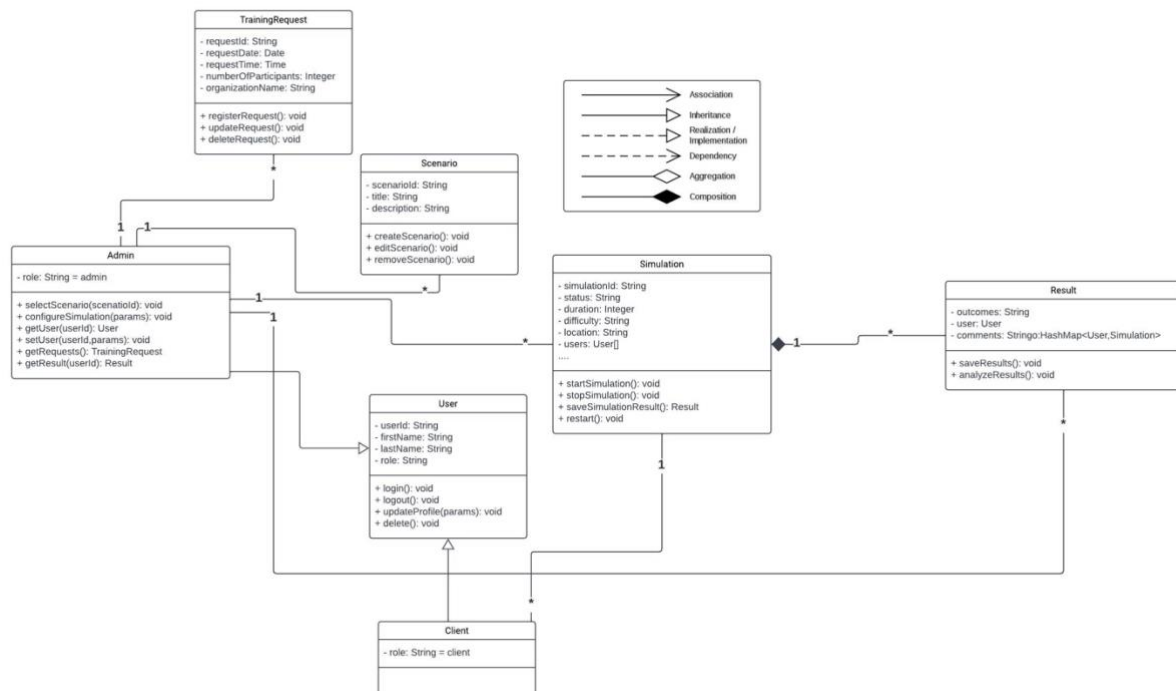 TrainingRequest
- requestId: String
- requestDate: Date
- requestTime: Time
- numberOfParticipants: Integer
- organizationName: String
+ registerRequest(): void
+ updateRequest(): void
+ deleteRequest(): void
*
1
Association
Inheritance
Realization /
Implementation
Dependency
Aggregation
Composition
Scenario
- scenarioId: String
- title: String
- description: String
+ createScenario(): void
+ editScenario(): void
+ removeScenario(): void
1
*
Admin
- role: String = admin
+ selectScenario(scenatioId): void
+ configureSimulation(params): void
+ getUser(userId): User
+ setUser(userId,params): void
+ getRequests(): TrainingRequest
+ getResult(userId): Result
1
*
1
Simulation
- simulationId: String
- status: String
- duration: Integer
- difficulty: String
- location: String
- users: User[]
....
+ startSimulation(): void
+ stopSimulation(): void
+ saveSimulationResult(): Result
+ restart(): void
1
*
Result
- outcomes: String
- user: User
- comments: Stringo:HashMap<User,Simulation>
+ saveResults(): void
+ analyzeResults(): void
*
User
- userId: String
- firstName: String
- lastName: String
- role: String
+ login(): void
+ logout(): void
+ updateProfile(params): void
+ delete(): void
1
*
Client
- role: String = client